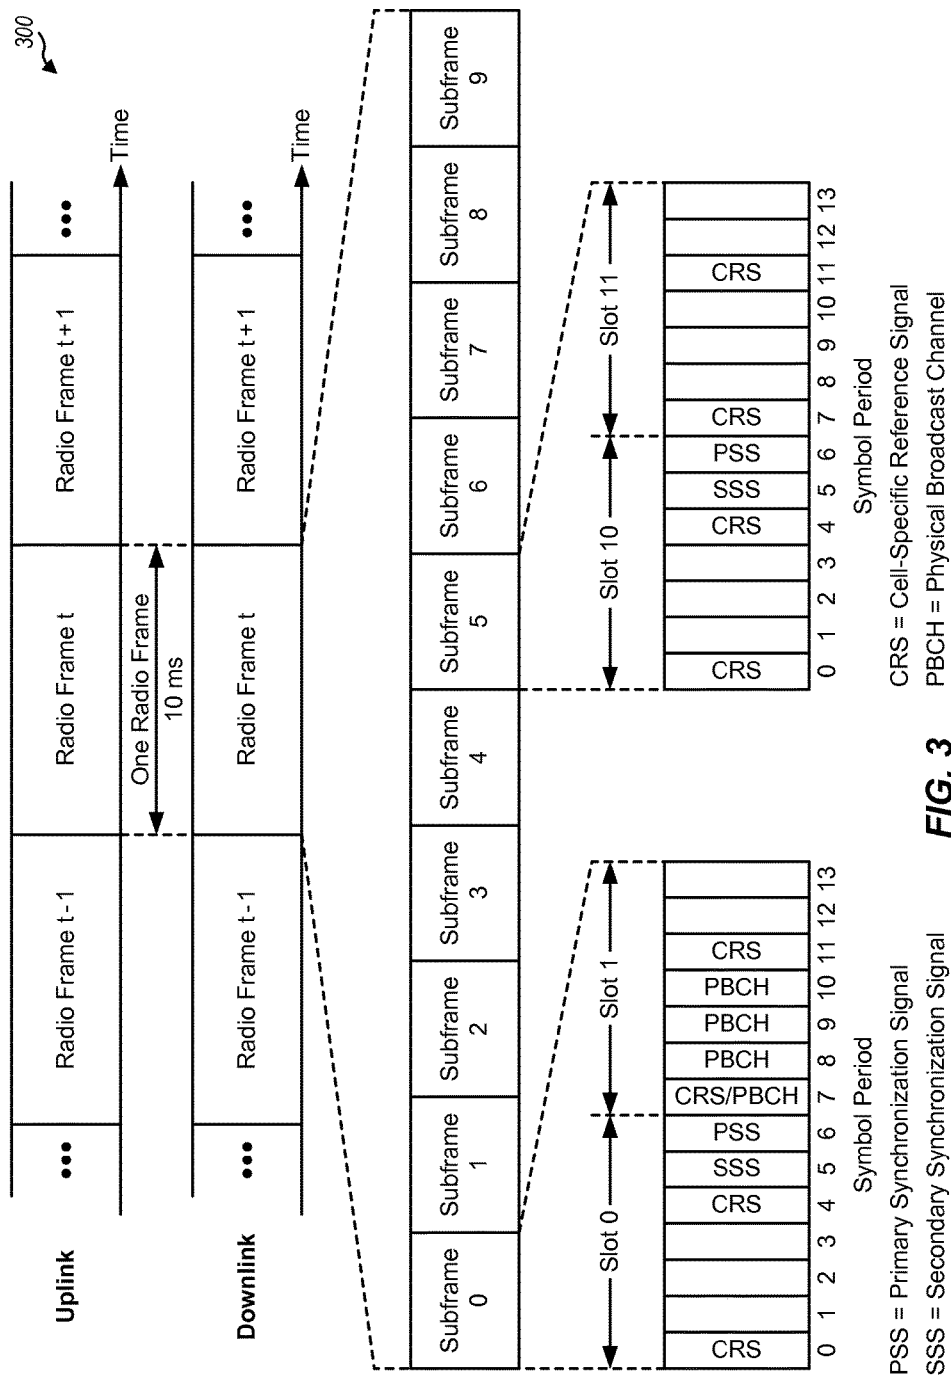 300
Uplink
••• Radio Frame t - 1 Radio Frame t Radio Frame t + 1 •••
Time
One Radio Frame
10 ms
Downlink
••• Radio Frame t - 1 Radio Frame t Radio Frame t + 1 •••
Time
Subframe 0
Subframe 1
Subframe 2
Subframe 3
Subframe 4
Subframe 5
Subframe 6
Subframe 7
Subframe 8
Subframe 9
Slot 0 Slot 1
CRS CRS SSS PSS CRS/PBCH PBCH PBCH PBCH CRS
0 1 2 3 4 5 6 7 8 9 10 11 12 13
Symbol Period
Slot 10 Slot 11
CRS CRS SSS PSS CRS CRS
0 1 2 3 4 5 6 7 8 9 10 11 12 13
Symbol Period
PSS = Primary Synchronization Signal
SSS = Secondary Synchronization Signal
CRS = Cell-Specific Reference Signal
PBCH = Physical Broadcast Channel
FIG. 3